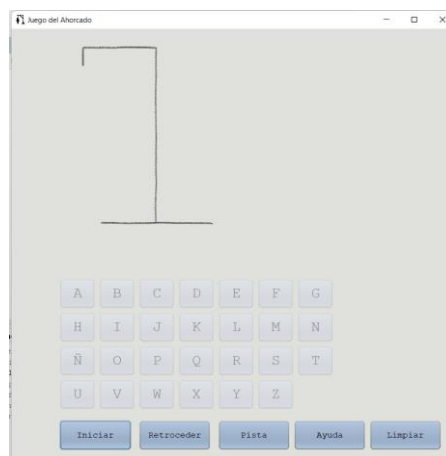 Juego del Ahorcado
A B C D E F G
H I J K L M N
Ñ O P Q R S T
U V W X Y Z
Iniciar Retroceder Pista Ayuda Limpiar